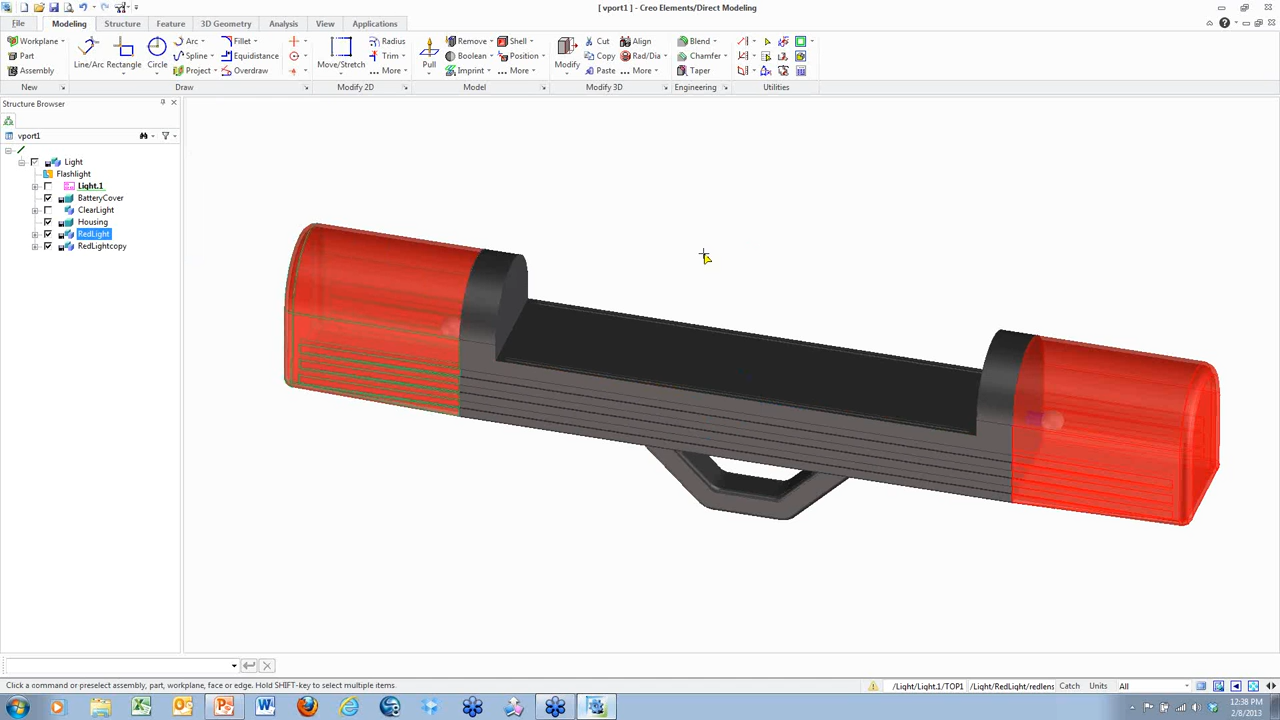 [ vport1 ] - Creo Elements/Direct Modeling
File Modeling Structure Feature 3D Geometry Analysis View Applications
Workplane Line/Arc Rectangle Circle Arc Fillet Move/Stretch Radius Pull Remove Shell Modify Cut Align Blend
Part Spline Equidistance Trim Boolean Position Copy Rad/Dia Chamfer
Assembly Project Overdraw More Imprint More Paste More Taper
New Draw Modify 2D Model Modify 3D Engineering Utilities
Structure Browser
vport1
Light
Flashlight
Light.1
BatteryCover
ClearLight
Housing
RedLight
RedLightcopy
Click a command or preselect assembly, part, workplane, face or edge. Hold SHIFT-key to select multiple items.
/Light/Light.1/TOP1 /Light/RedLight/redlens Catch Units All
12:38 PM
2/8/2013